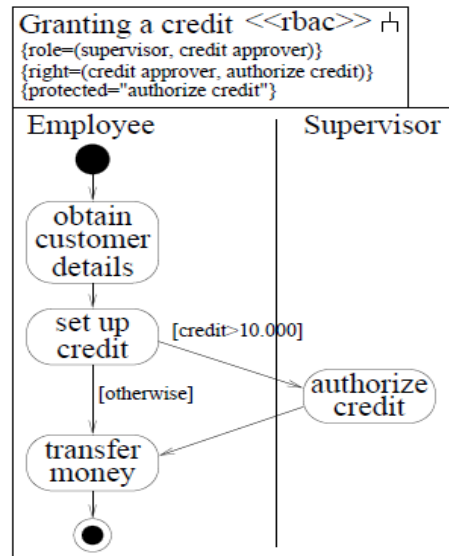 Granting a credit <<rbac>>
{role=(supervisor, credit approver)}
{right=(credit approver, authorize credit)}
{protected="authorize credit"}
Employee
Supervisor
obtain
customer
details
set up
credit
[credit>10.000]
[otherwise]
authorize
credit
transfer
money